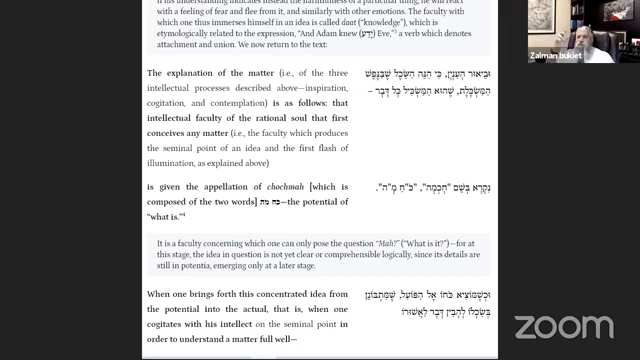 If his understanding indicates instead the harmfulness of a particular thing, he will react
with a feeling of fear and flee from it, and similarly with other emotions. The faculty with
which one thus immerses himself in an idea is called daat ("knowledge"), which is
etymologically related to the expression, "And Adam knew (יָדַע) Eve,"³ a verb which denotes
attachment and union. We now return to the text:
The explanation of the matter (i.e., of the three
intellectual processes described above—inspiration,
cogitation, and contemplation) is as follows: that
intellectual faculty of the rational soul that first
conceives any matter (i.e., the faculty which produces
the seminal point of an idea and the first flash of
illumination, as explained above)
וּבֵיאוּר הָעִנְיָן, כִּי הִנֵּה הַשֵּׂכֶל שֶׁבַּנֶּפֶשׁ
הַמַּשְׂכֶּלֶת, שֶׁהוּא הַמַּשְׂכִּיל כָּל דָּבָר –
is given the appellation of chochmah [which is
composed of the two words] כח מה—the potential of
"what is."⁴
נִקְרָא בְּשֵׁם "חָכְמָה", "כֹּ"חַ מָ"ה".
It is a faculty concerning which one can only pose the question "Mah?" ("What is it?")—for at
this stage, the idea in question is not yet clear or comprehensible logically, since its details are
still in potentia, emerging only at a later stage.
When one brings forth this concentrated idea from
the potential into the actual, that is, when one
cogitates with his intellect on the seminal point in
order to understand a matter full well—
וּכְשֶׁמּוֹצִיא כֹּחוֹ אֶל הַפּוֹעַל, שֶׁמִּתְבּוֹנֵן
בְּשִׂכְלוֹ לְהָבִין דָּבָר לַאֲשׁוּרוֹ
Zalman bukiet
zoom